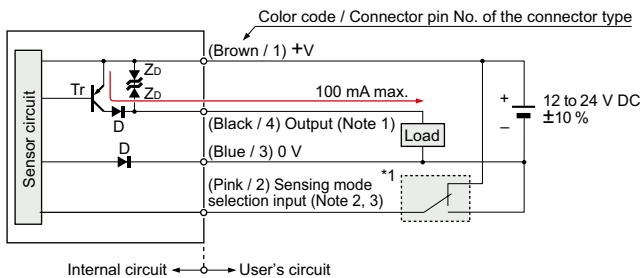 Color code / Connector pin No. of the connector type
(Brown / 1) +V
Tr
ZD
ZD
100 mA max.
D
(Black / 4) Output (Note 1)
Load
+
–
12 to 24 V DC
±10 %
Sensor circuit
D
(Blue / 3) 0 V
(Pink / 2) Sensing mode
selection input (Note 2, 3)
*1
Internal circuit
User's circuit